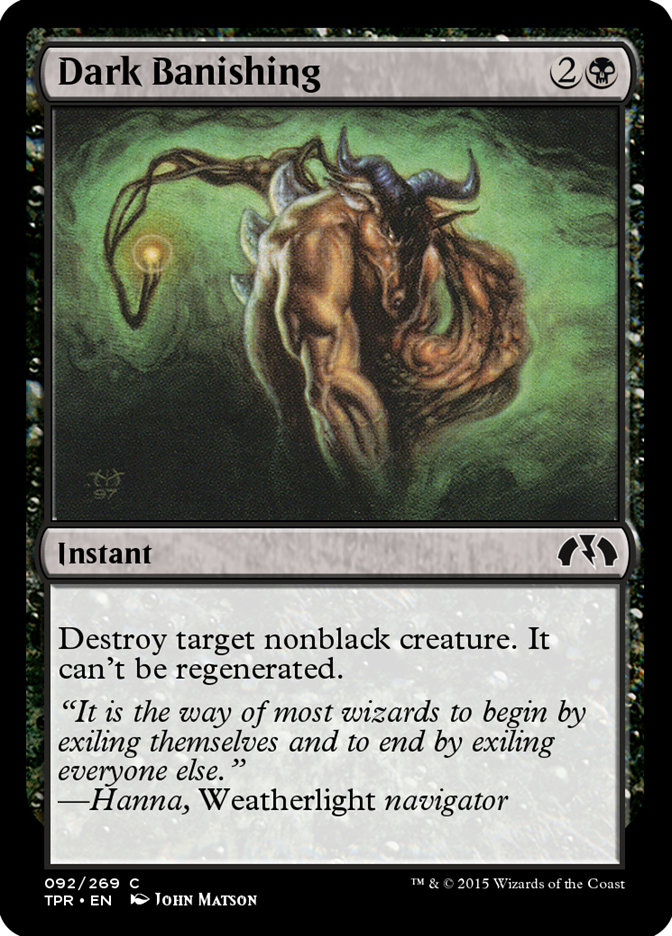 Dark Banishing 2
97
Instant
Destroy target nonblack creature. It
can't be regenerated.
“It is the way of most wizards to begin by
exiling themselves and to end by exiling
everyone else.”
—Hanna, Weatherlight navigator
092/269 C
™ & © 2015 Wizards of the Coast
TPR • EN John Matson